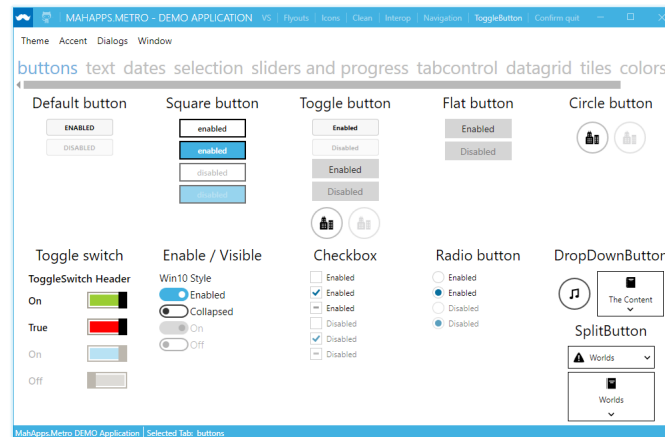 MAHAPPS.METRO - DEMO APPLICATION VS Flyouts Icons Clean Interop Navigation ToggleButton Confirm quit
Theme Accent Dialogs Window
buttons text dates selection sliders and progress tabcontrol datagrid tiles colors
Default button Square button Toggle button Flat button Circle button
ENABLED
DISABLED
enabled
enabled
disabled
disabled
Enabled
Disabled
Enabled
Disabled
Enabled
Disabled
Toggle switch Enable / Visible Checkbox Radio button DropDownButton
ToggleSwitch Header
On
True
On
Off
Win10 Style
Enabled
Collapsed
On
Off
Enabled
Enabled
Enabled
Disabled
Disabled
Disabled
Enabled
Enabled
Disabled
Disabled
The Content
SplitButton
Worlds
Worlds
MahApps.Metro DEMO Application Selected Tab: buttons